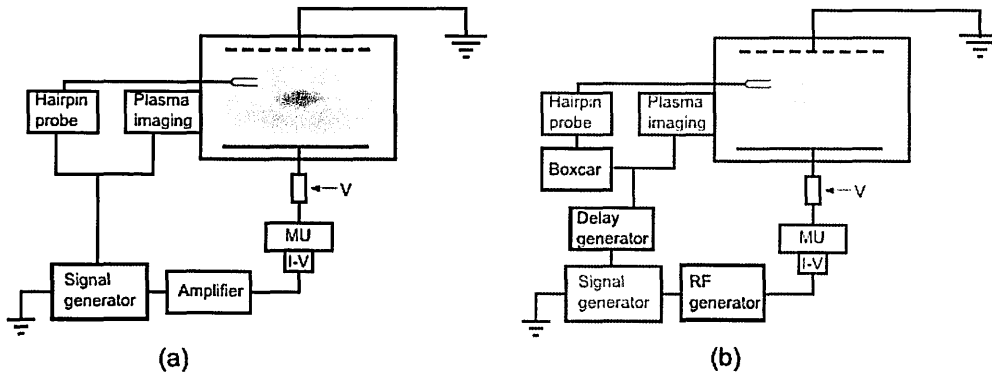 Hairpin
probe
Plasma
imaging
V
MU
I-V
Signal
generator
Amplifier
(a)
Hairpin
probe
Plasma
imaging
Boxcar
V
Delay
generator
MU
I-V
Signal
generator
RF
generator
(b)